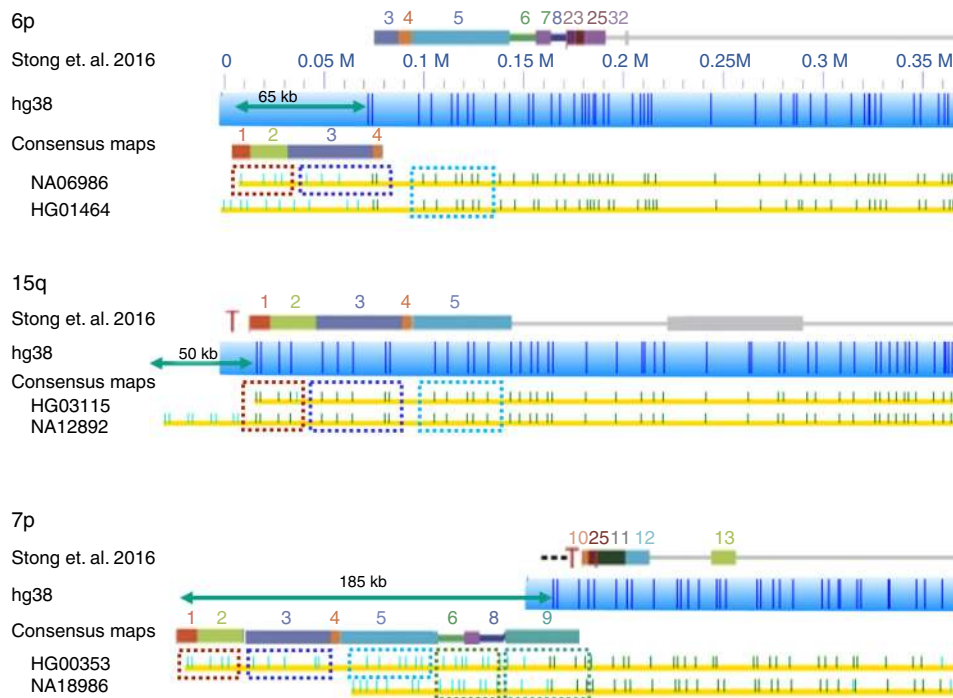 6p
3 4 5 6 7 8 23 25 32
Stong et. al. 2016
0 0.05 M 0.1 M 0.15 M 0.2 M 0.25M 0.3 M 0.35 M
hg38
65 kb
Consensus maps
1 2 3 4
NA06986
HG01464
15q
1 2 3 4 5
Stong et. al. 2016 T
hg38
50 kb
Consensus maps
HG03115
NA12892
7p
10 25 11 12 13
Stong et. al. 2016 T
185 kb
hg38
Consensus maps
1 2 3 4 5 6 8 9
HG00353
NA18986